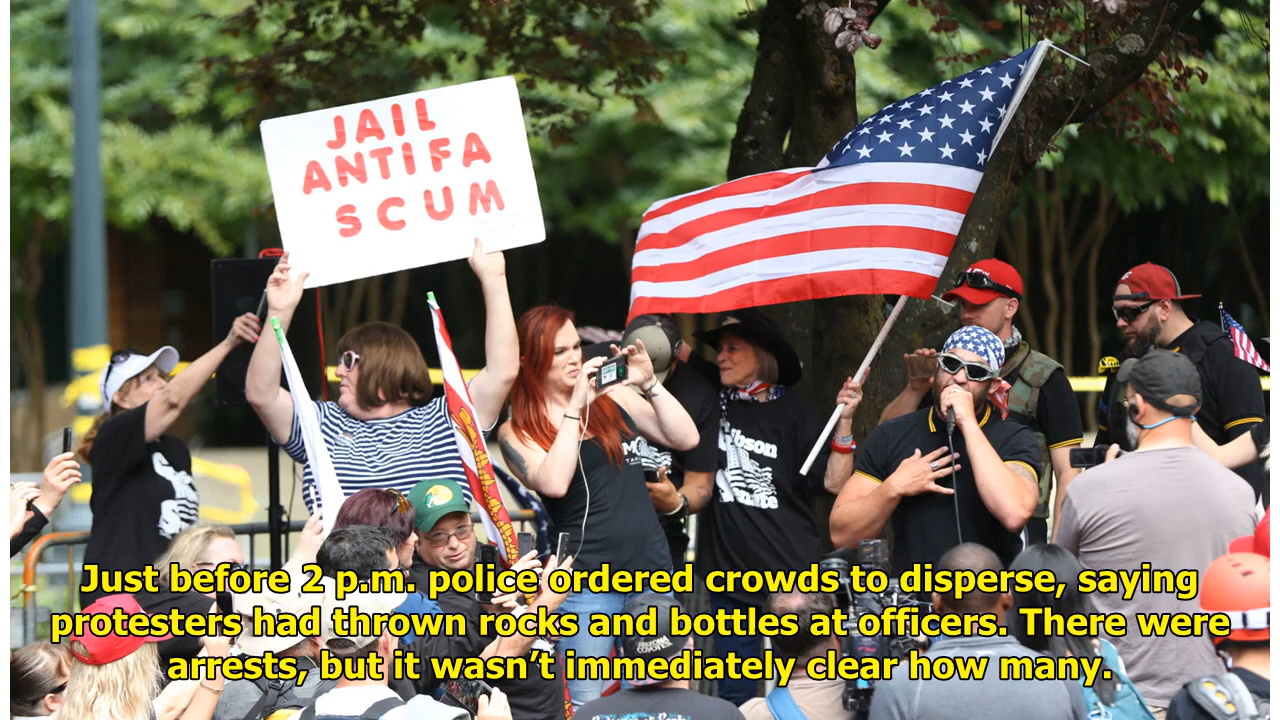 JAIL
ANTIFA
SCUM
Gibson
Just before 2 p.m. police ordered crowds to disperse, saying
protesters had thrown rocks and bottles at officers. There were
arrests, but it wasn’t immediately clear how many.